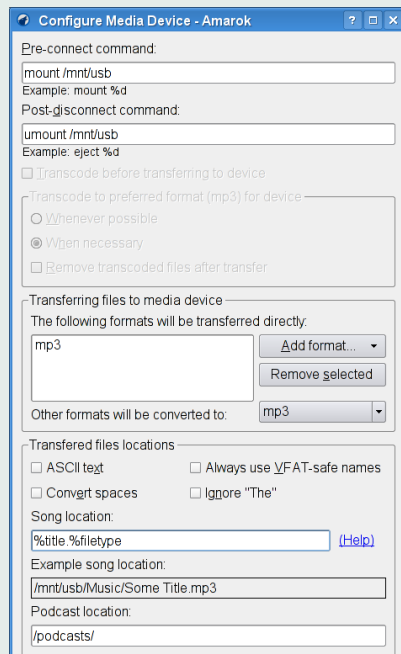 Configure Media Device - Amarok
Pre-connect command:
mount /mnt/usb
Example: mount %d
Post-disconnect command:
umount /mnt/usb
Example: eject %d
Transcode before transferring to device
Transcode to preferred format (mp3) for device
Whenever possible
When necessary
Remove transcoded files after transfer
Transferring files to media device
The following formats will be transferred directly:
mp3
Add format...
Remove selected
Other formats will be converted to: mp3
Transfered files locations
ASCII text Always use VFAT-safe names
Convert spaces Ignore "The"
Song location:
%title.%filetype (Help)
Example song location:
/mnt/usb/Music/Some Title.mp3
Podcast location:
/podcasts/